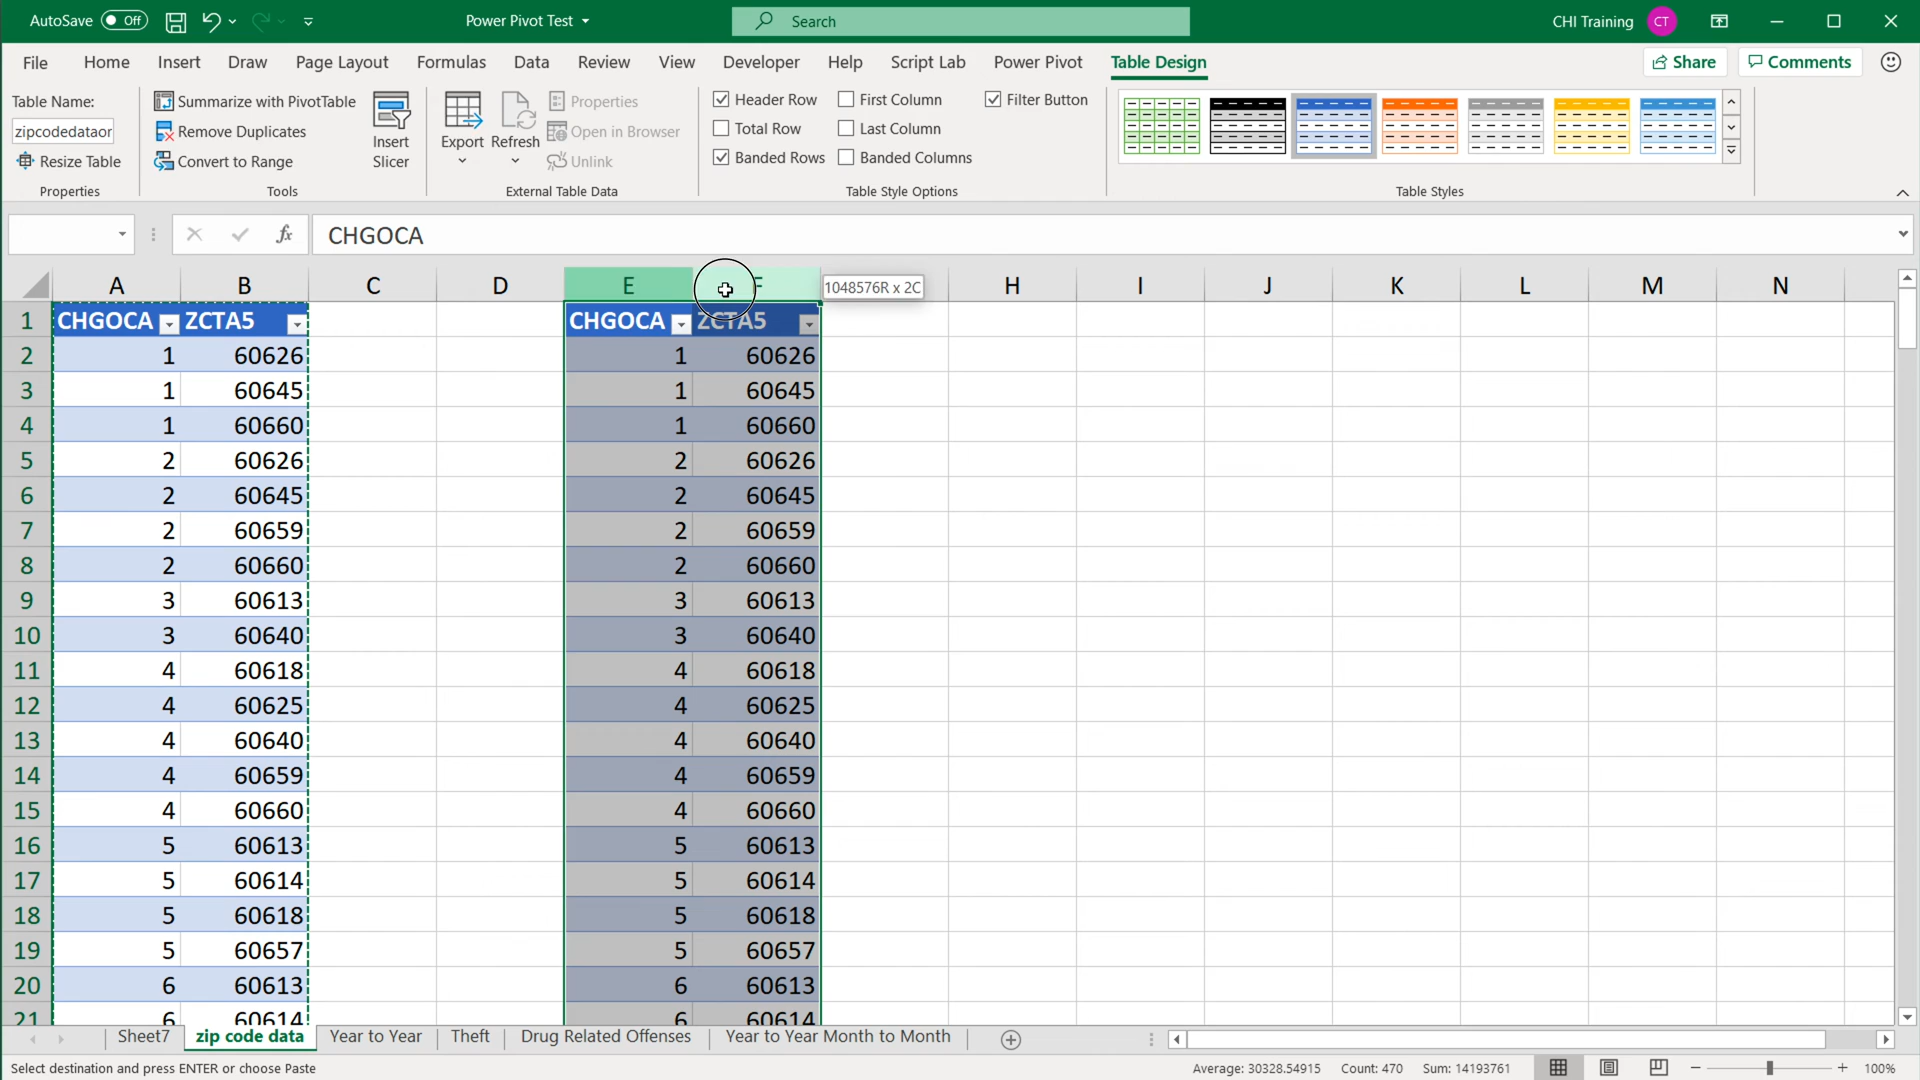 AutoSave Off Power Pivot Test Search CHI Training CT
File Home Insert Draw Page Layout Formulas Data Review View Developer Help Script Lab Power Pivot Table Design Share Comments
Table Name:
zipcodedataor
Resize Table
Properties
Summarize with PivotTable
Remove Duplicates
Convert to Range
Tools
Insert
Slicer
Export Refresh
Properties
Open in Browser
Unlink
External Table Data
Header Row First Column Filter Button
Total Row Last Column
Banded Rows Banded Columns
Table Style Options
Table Styles
fx CHGOCA
A B C D E F 1048576R x 2C H I J K L M N
1 CHGOCA ZCTA5 CHGOCA ZCTA5
2 1 60626 1 60626
3 1 60645 1 60645
4 1 60660 1 60660
5 2 60626 2 60626
6 2 60645 2 60645
7 2 60659 2 60659
8 2 60660 2 60660
9 3 60613 3 60613
10 3 60640 3 60640
11 4 60618 4 60618
12 4 60625 4 60625
13 4 60640 4 60640
14 4 60659 4 60659
15 4 60660 4 60660
16 5 60613 5 60613
17 5 60614 5 60614
18 5 60618 5 60618
19 5 60657 5 60657
20 6 60613 6 60613
21 6 60614 6 60614
Sheet7 zip code data Year to Year Theft Drug Related Offenses Year to Year Month to Month
Select destination and press ENTER or choose Paste Average: 30328.54915 Count: 470 Sum: 14193761 100%